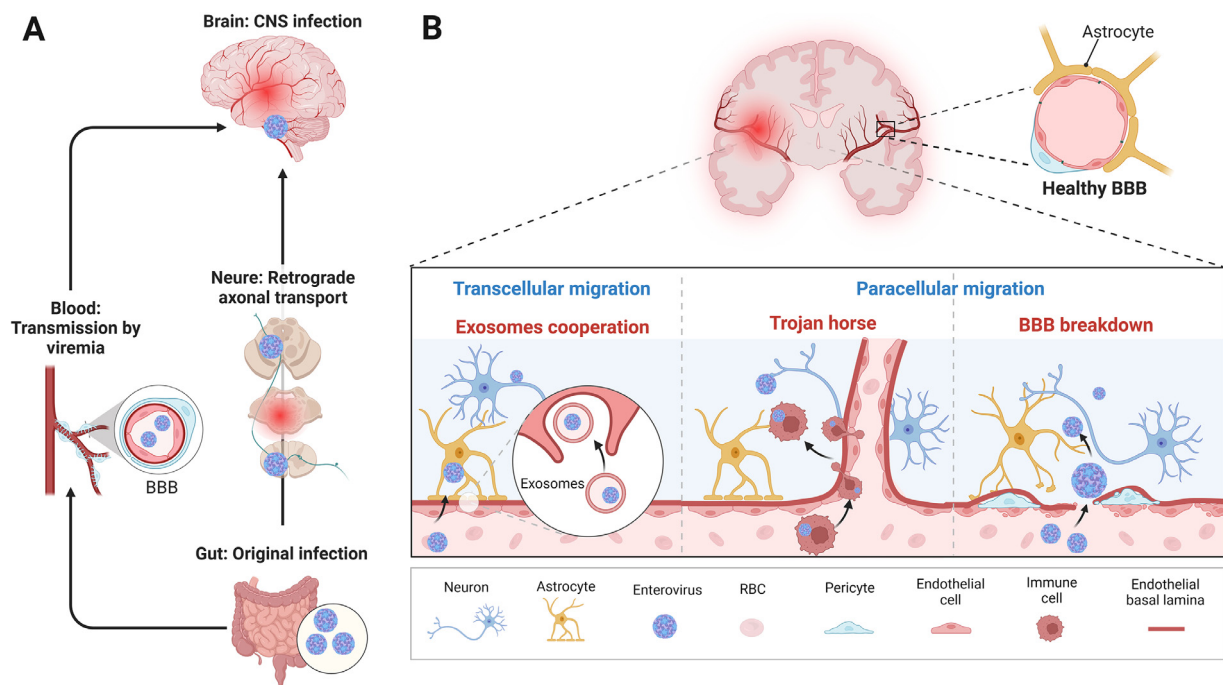 A
Brain: CNS infection
Neure: Retrograde
axonal transport
Blood:
Transmission by
viremia
BBB
Gut: Original infection
B
Astrocyte
Healthy BBB
Transcellular migration
Paracellular migration
Exosomes cooperation
Trojan horse
BBB breakdown
Exosomes
Neuron
Astrocyte
Enterovirus
RBC
Pericyte
Endothelial
cell
Immune
cell
Endothelial
basal lamina